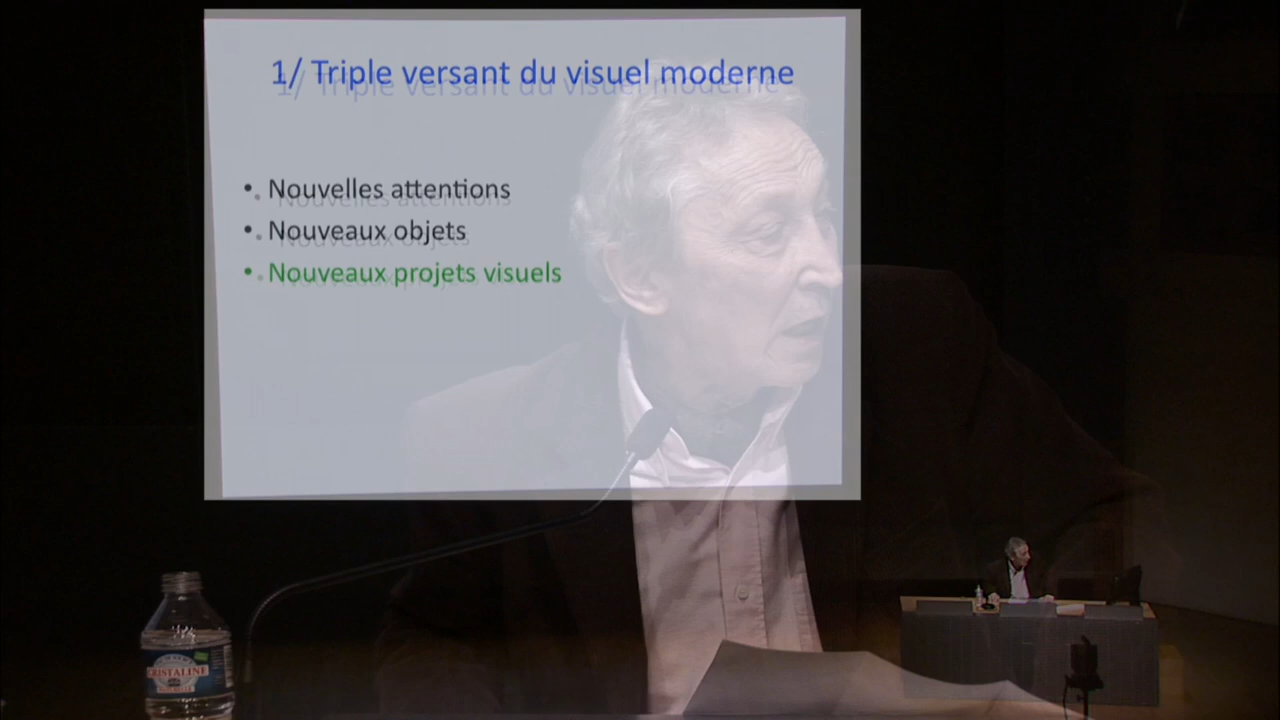 1/ Triple versant du visuel moderne
• Nouvelles attentions
• Nouveaux objets
• Nouveaux projets visuels
CRISTALINE